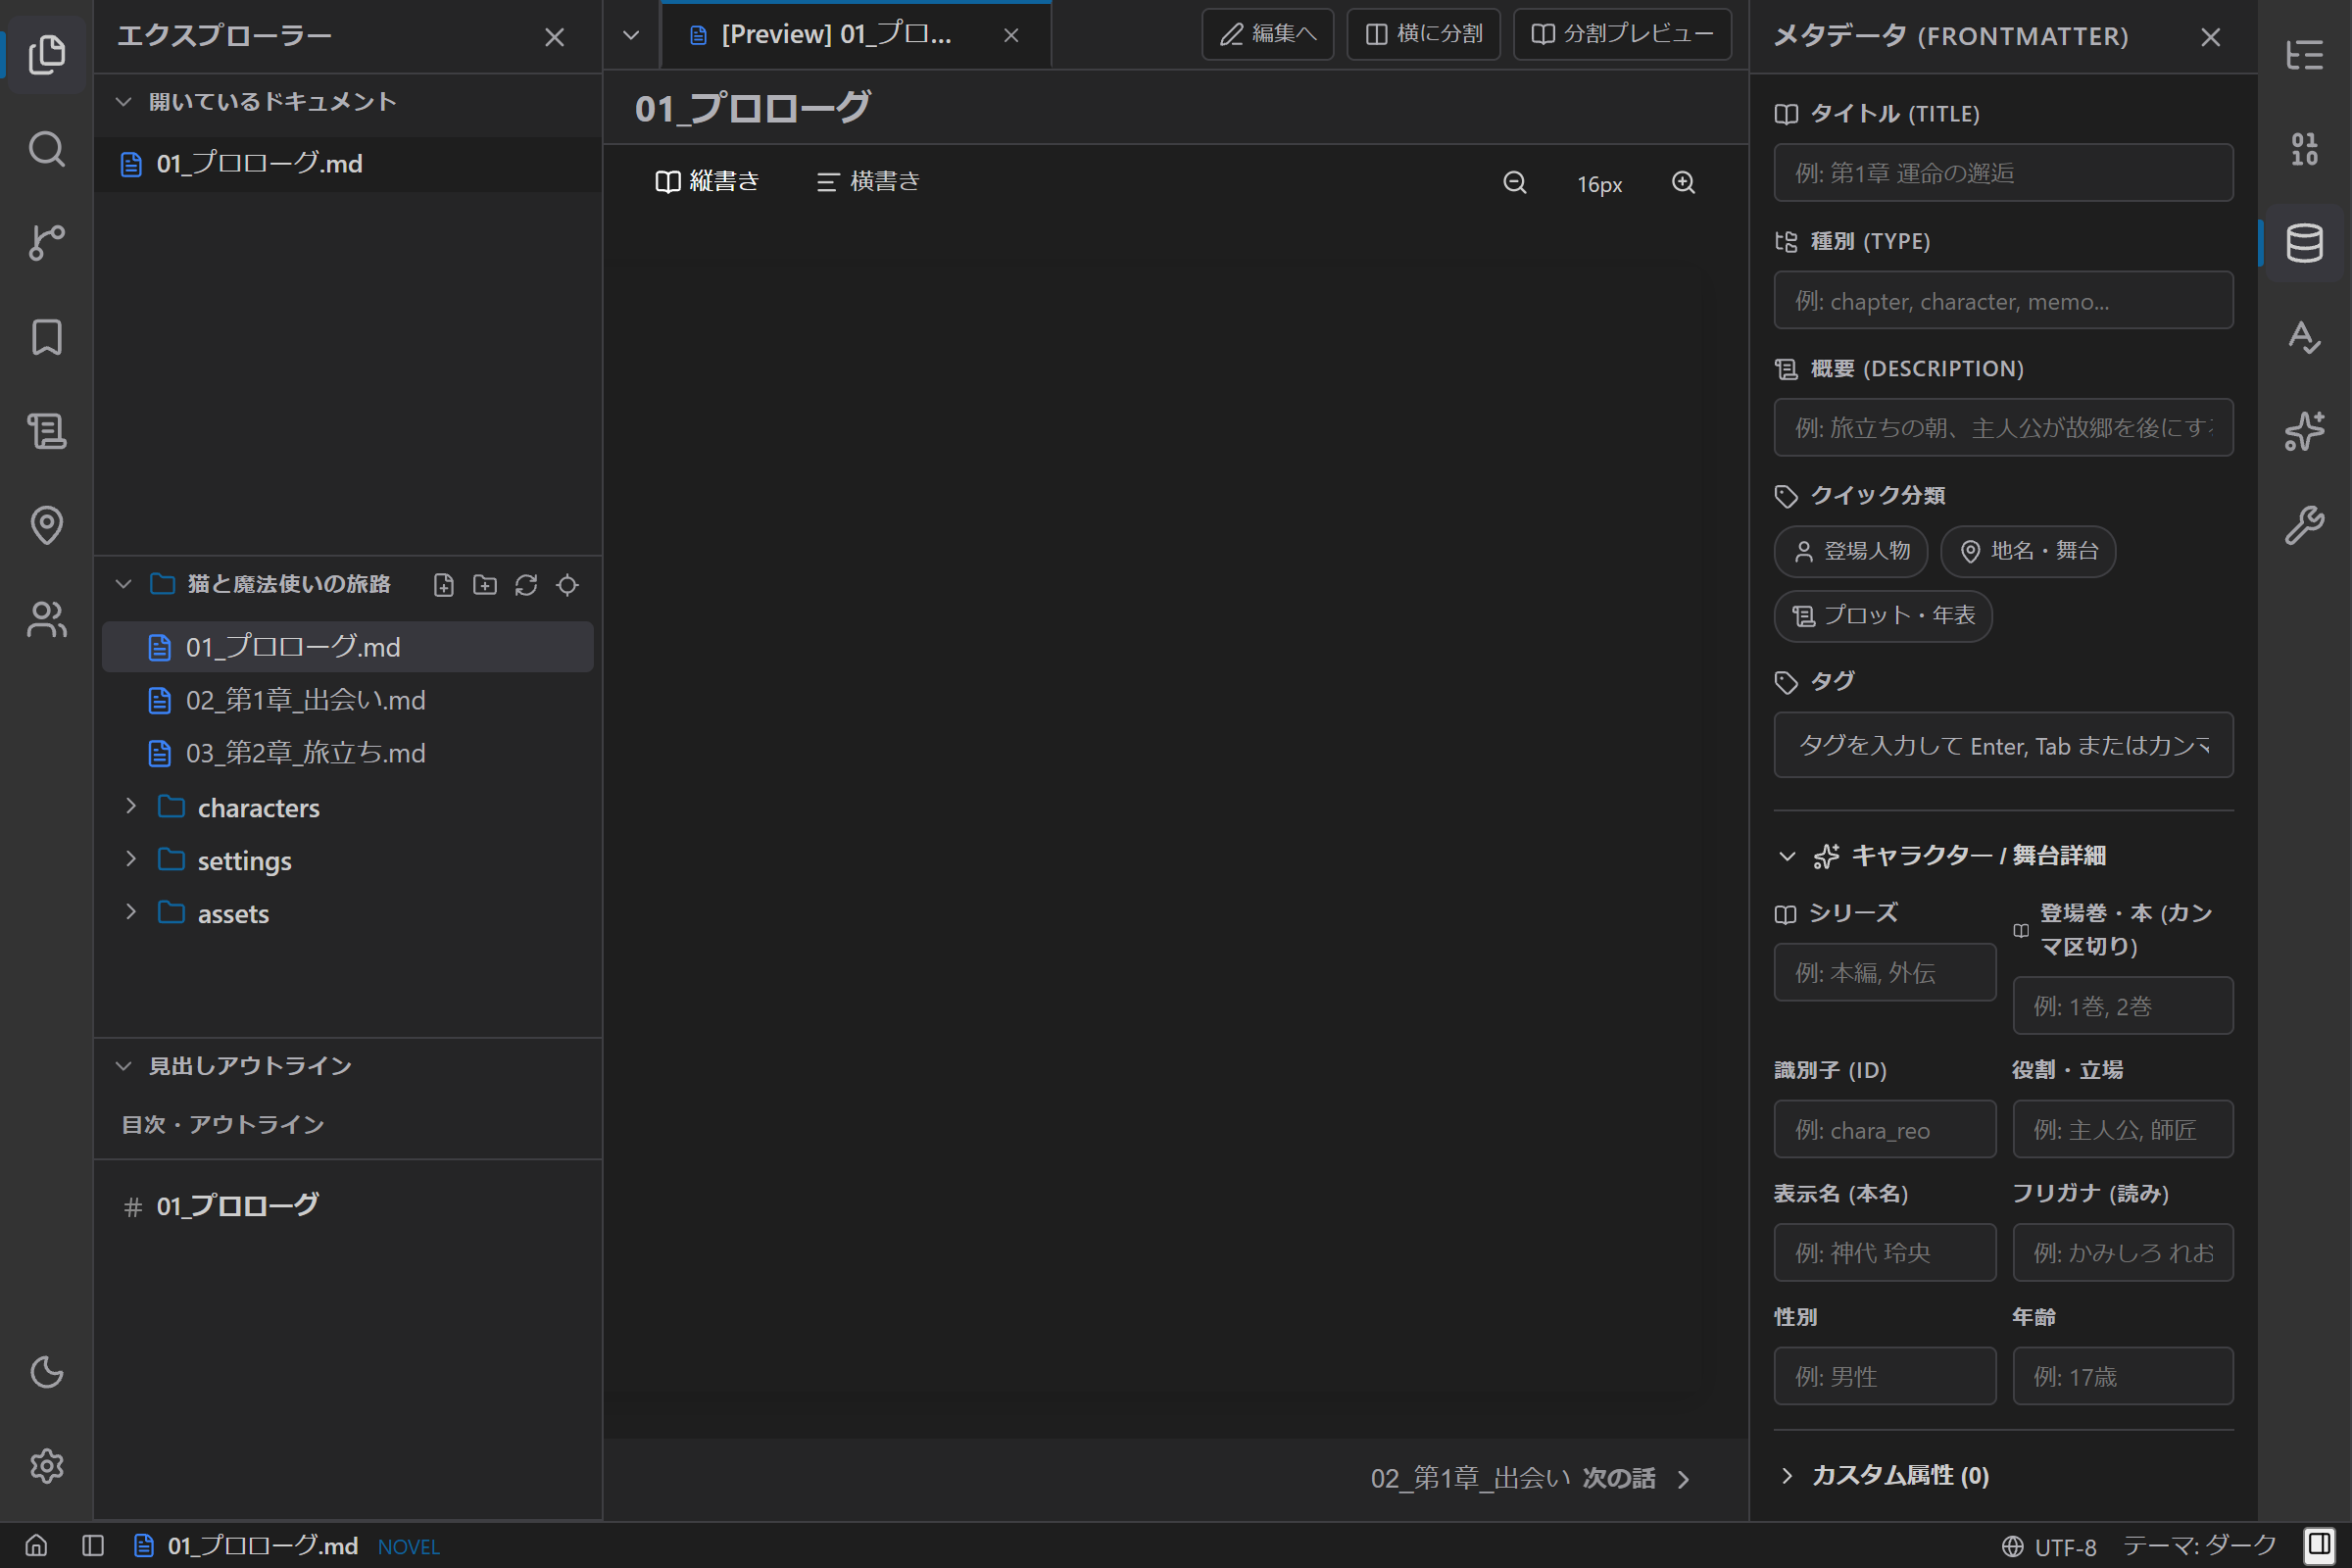 エクスプローラー
開いているドキュメント
01_プロローグ.md
猫と魔法使いの旅路
01_プロローグ.md
02_第1章_出会い.md
03_第2章_旅立ち.md
characters
settings
assets
見出しアウトライン
目次・アウトライン
# 01_プロローグ
[Preview] 01_プロ...
編集へ
横に分割
分割プレビュー
01_プロローグ
縦書き
横書き
16px
02_第1章_出会い 次の話
メタデータ (FRONTMATTER)
タイトル (TITLE)
例: 第1章 運命の邂逅
種別 (TYPE)
例: chapter, character, memo...
概要 (DESCRIPTION)
例: 旅立ちの朝、主人公が故郷を後にす
クイック分類
登場人物
地名・舞台
プロット・年表
タグ
タグを入力して Enter, Tab またはカン
キャラクター / 舞台詳細
シリーズ
例: 本編, 外伝
登場巻・本 (カン
マ区切り)
例: 1巻, 2巻
識別子 (ID)
例: chara_reo
役割・立場
例: 主人公, 師匠
表示名 (本名)
例: 神代 玲央
フリガナ (読み)
例: かみしろ れお
性別
例: 男性
年齢
例: 17歳
カスタム属性 (0)
01_プロローグ.md NOVEL
UTF-8 テーマ: ダーク